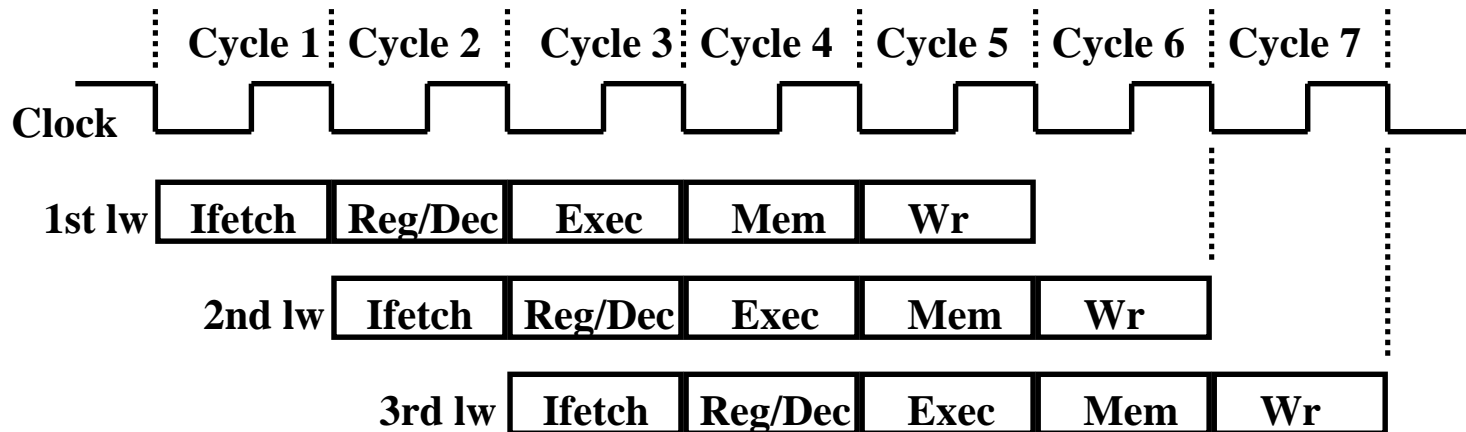 Cycle 1 Cycle 2 Cycle 3 Cycle 4 Cycle 5 Cycle 6 Cycle 7
Clock
1st lw Ifetch Reg/Dec Exec Mem Wr
2nd lw Ifetch Reg/Dec Exec Mem Wr
3rd lw Ifetch Reg/Dec Exec Mem Wr